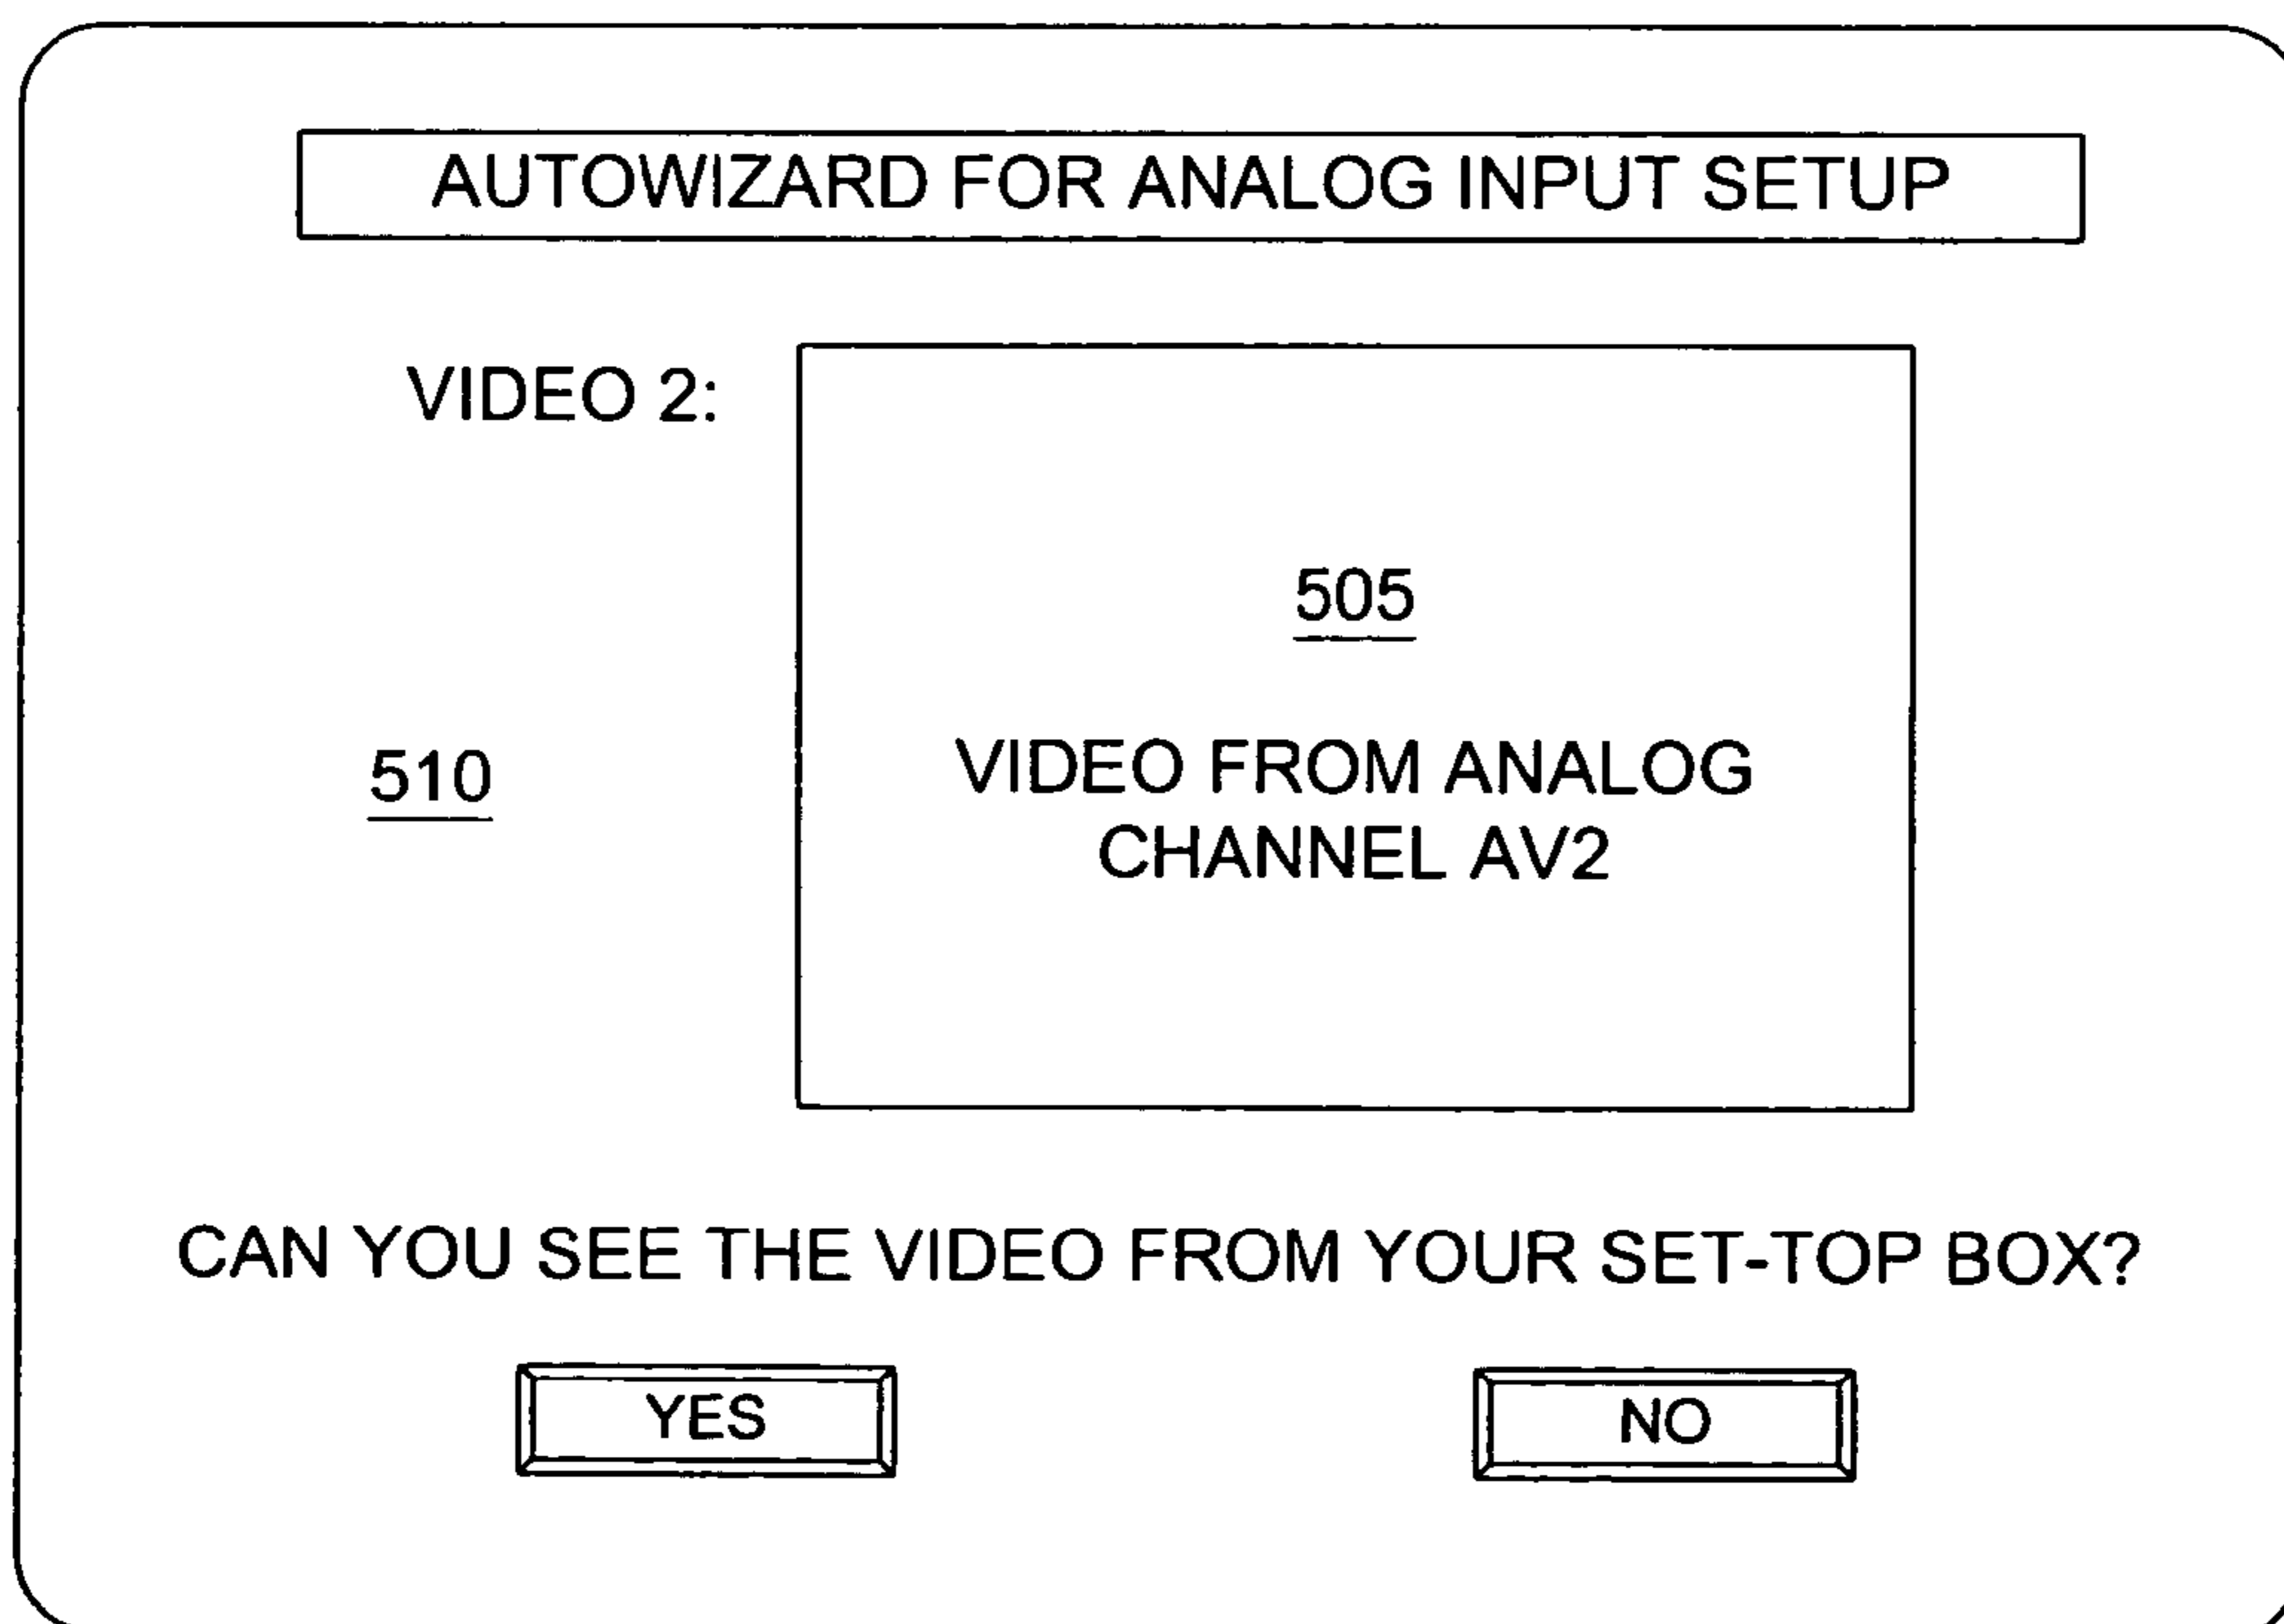 AUTOWIZARD FOR ANALOG INPUT SETUP
VIDEO 2:
505
510
VIDEO FROM ANALOG
CHANNEL AV2
CAN YOU SEE THE VIDEO FROM YOUR SET-TOP BOX?
YES
NO